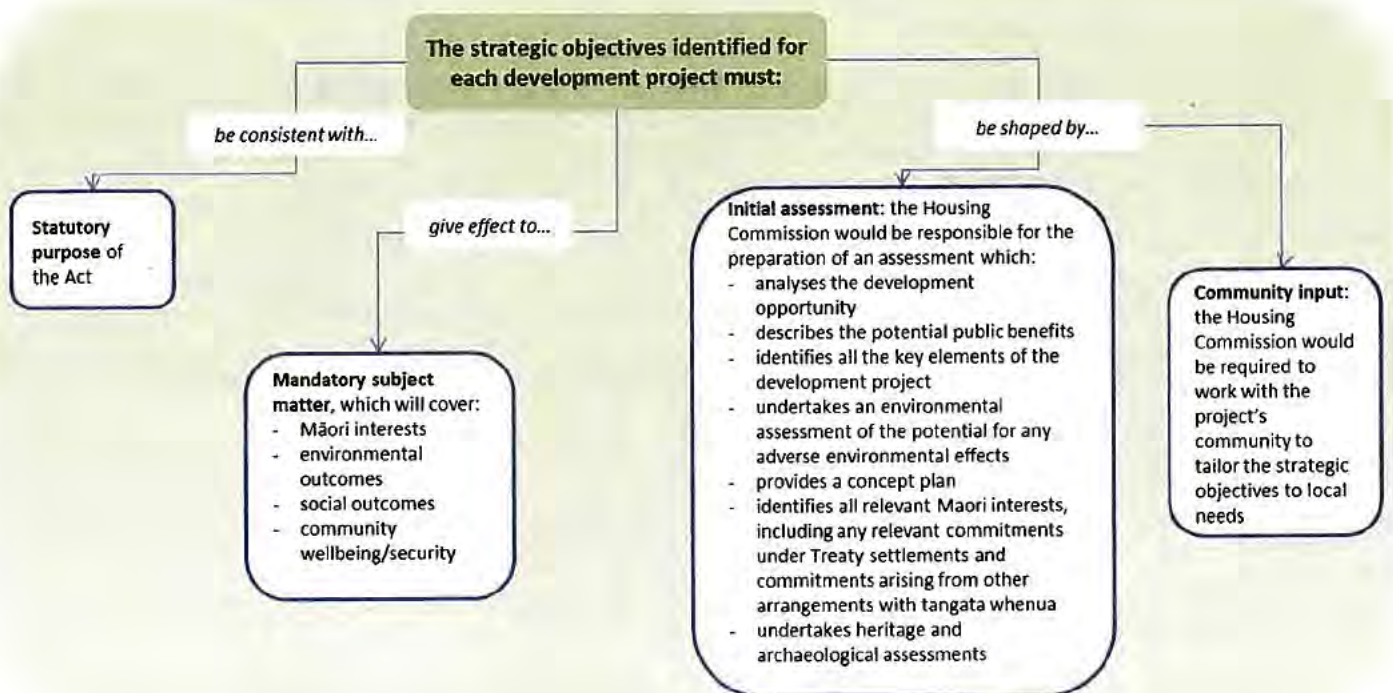 The strategic objectives identified for
each development project must:
be consistent with...
Statutory
purpose of
the Act
give effect to...
Mandatory subject
matter, which will cover:
- Māori interests
- environmental
outcomes
- social outcomes
- community
wellbeing/security
be shaped by...
Initial assessment: the Housing
Commission would be responsible for the
preparation of an assessment which:
- analyses the development
opportunity
- describes the potential public benefits
- identifies all the key elements of the
development project
- undertakes an environmental
assessment of the potential for any
adverse environmental effects
- provides a concept plan
- identifies all relevant Maori interests,
including any relevant commitments
under Treaty settlements and
commitments arising from other
arrangements with tangata whenua
- undertakes heritage and
archaeological assessments
Community input:
the Housing
Commission would
be required to
work with the
project's
community to
tailor the strategic
objectives to local
needs